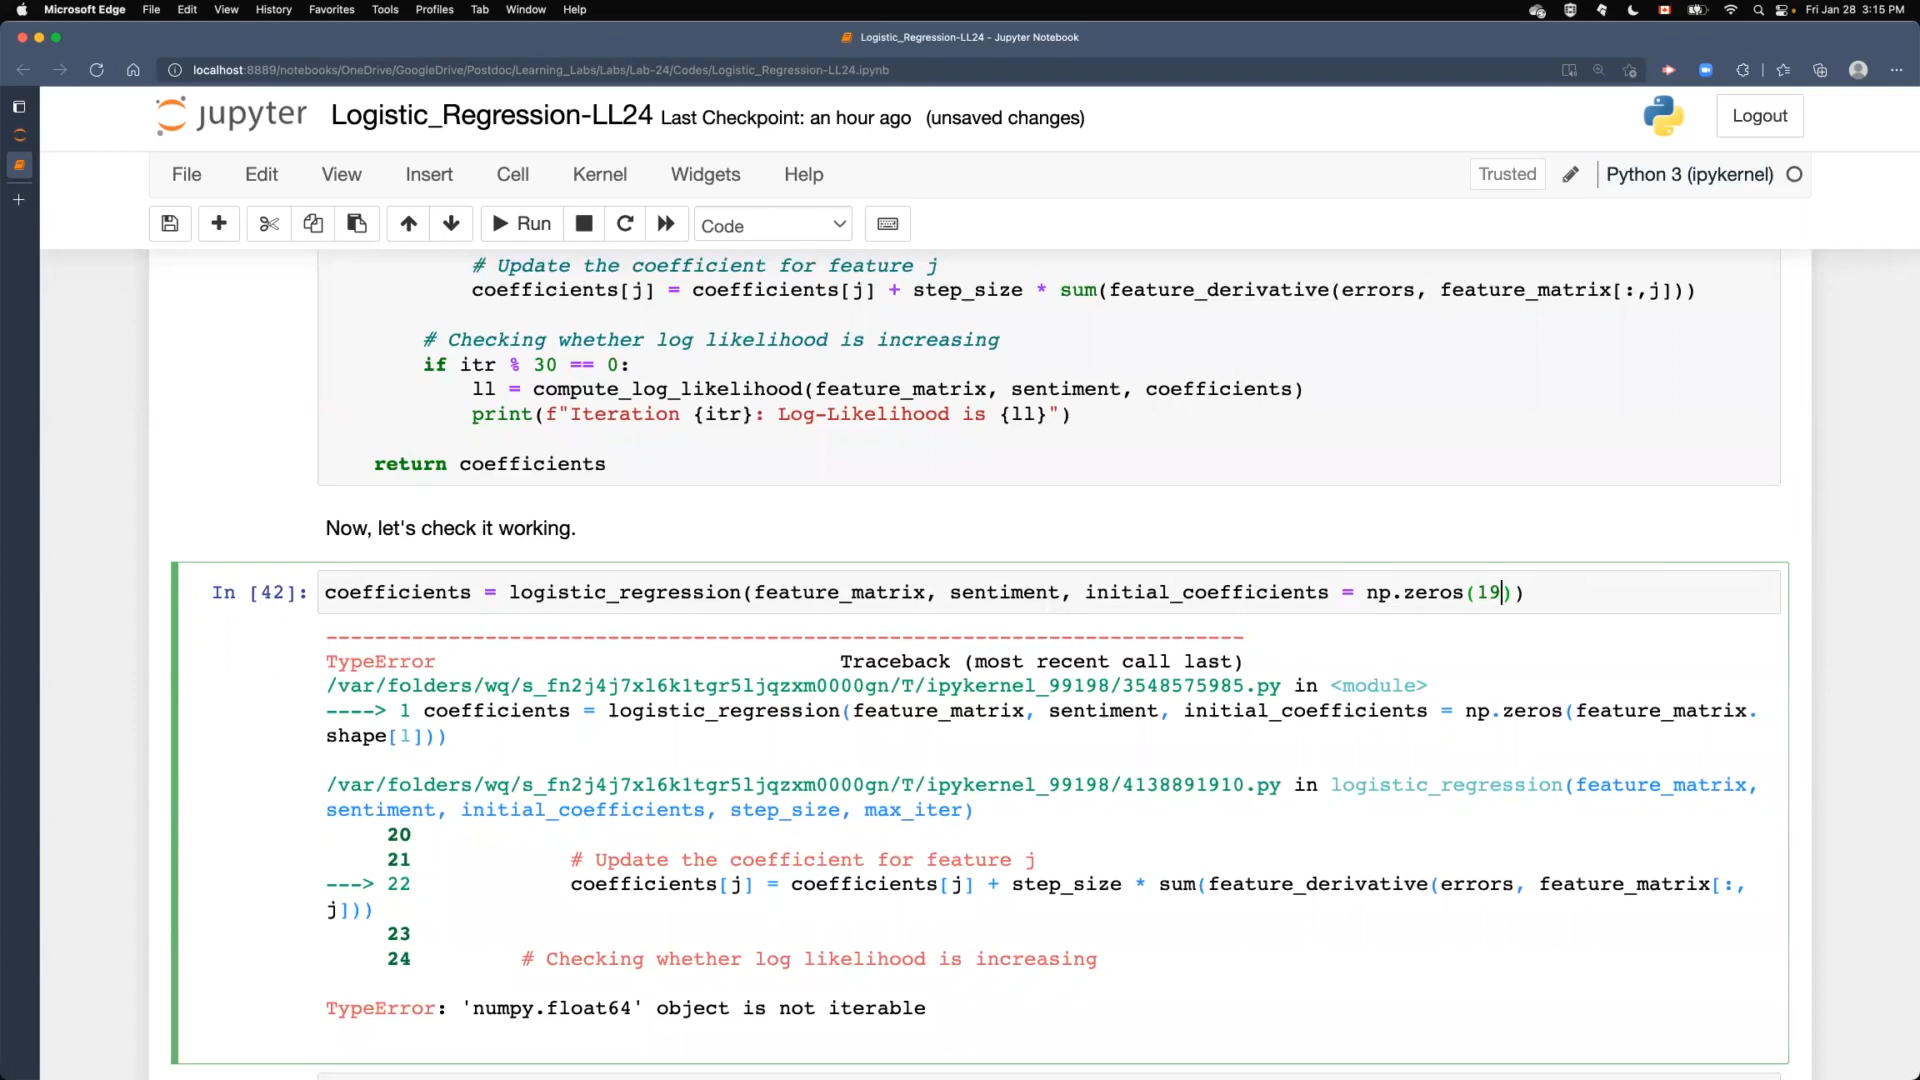 Microsoft Edge File Edit View History Favorites Tools Profiles Tab Window Help Fri Jan 28 3:15 PM
Logistic_Regression-LL24 - Jupyter Notebook
localhost:8889/notebooks/OneDrive/GoogleDrive/Postdoc/Learning_Labs/Labs/Lab-24/Codes/Logistic_Regression-LL24.ipynb
jupyter Logistic_Regression-LL24 Last Checkpoint: an hour ago (unsaved changes) Logout
File Edit View Insert Cell Kernel Widgets Help Trusted Python 3 (ipykernel)
Run Code
# Update the coefficient for feature j
coefficients[j] = coefficients[j] + step_size * sum(feature_derivative(errors, feature_matrix[:,j]))
# Checking whether log likelihood is increasing
if itr % 30 == 0:
ll = compute_log_likelihood(feature_matrix, sentiment, coefficients)
print(f"Iteration {itr}: Log-Likelihood is {ll}")
return coefficients
Now, let's check it working.
In [42]: coefficients = logistic_regression(feature_matrix, sentiment, initial_coefficients = np.zeros(19))
---------------------------------------------------------------------------
TypeError Traceback (most recent call last)
/var/folders/wq/s_fn2j4j7xl6k1tgr5ljqzxm0000gn/T/ipykernel_99198/3548575985.py in <module>
----> 1 coefficients = logistic_regression(feature_matrix, sentiment, initial_coefficients = np.zeros(feature_matrix.
shape[1]))
/var/folders/wq/s_fn2j4j7xl6k1tgr5ljqzxm0000gn/T/ipykernel_99198/4138891910.py in logistic_regression(feature_matrix,
sentiment, initial_coefficients, step_size, max_iter)
20
21 # Update the coefficient for feature j
---> 22 coefficients[j] = coefficients[j] + step_size * sum(feature_derivative(errors, feature_matrix[:,
j]))
23
24 # Checking whether log likelihood is increasing
TypeError: 'numpy.float64' object is not iterable